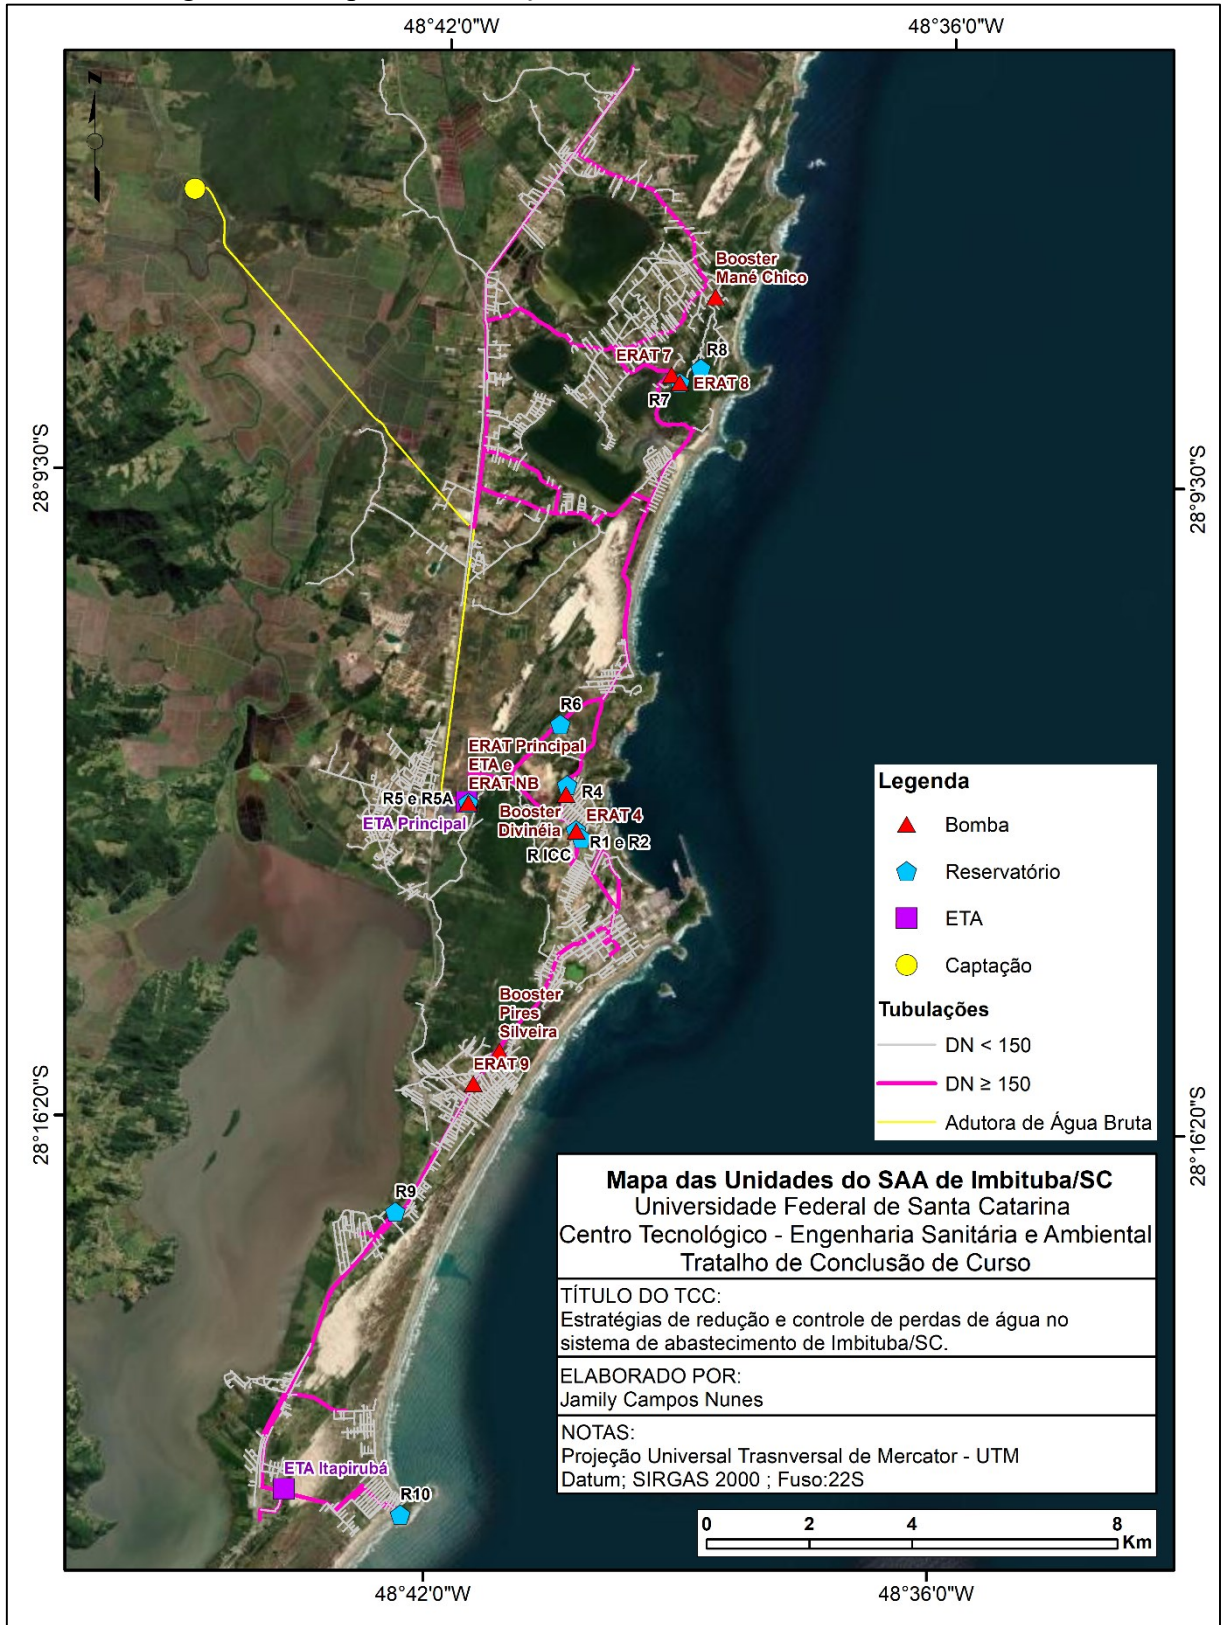 48°42'0"W
48°36'0"W
N
Booster
Mané Chico
ERAT 7
R8
ERAT 8
R7
28°9'30"S
28°9'30"S
R6
ERAT Principal
ETA e
ERAT NB
R5 e R5A
ETA Principal
R4
Booster
Divinéia
ERAT 4
R1 e R2
R ICC
Booster
Pires
Silveira
ERAT 9
28°16'20"S
28°16'20"S
R9
ETA Itapirubá
R10
Legenda
Bomba
Reservatório
ETA
Captação
Tubulações
DN < 150
DN ≥ 150
Adutora de Água Bruta
Mapa das Unidades do SAA de Imbituba/SC
Universidade Federal de Santa Catarina
Centro Tecnológico - Engenharia Sanitária e Ambiental
Tratalho de Conclusão de Curso
TÍTULO DO TCC:
Estratégias de redução e controle de perdas de água no
sistema de abastecimento de Imbituba/SC.
ELABORADO POR:
Jamily Campos Nunes
NOTAS:
Projeção Universal Trasnversal de Mercator - UTM
Datum; SIRGAS 2000 ; Fuso:22S
0 2 4 8
Km
48°42'0"W
48°36'0"W